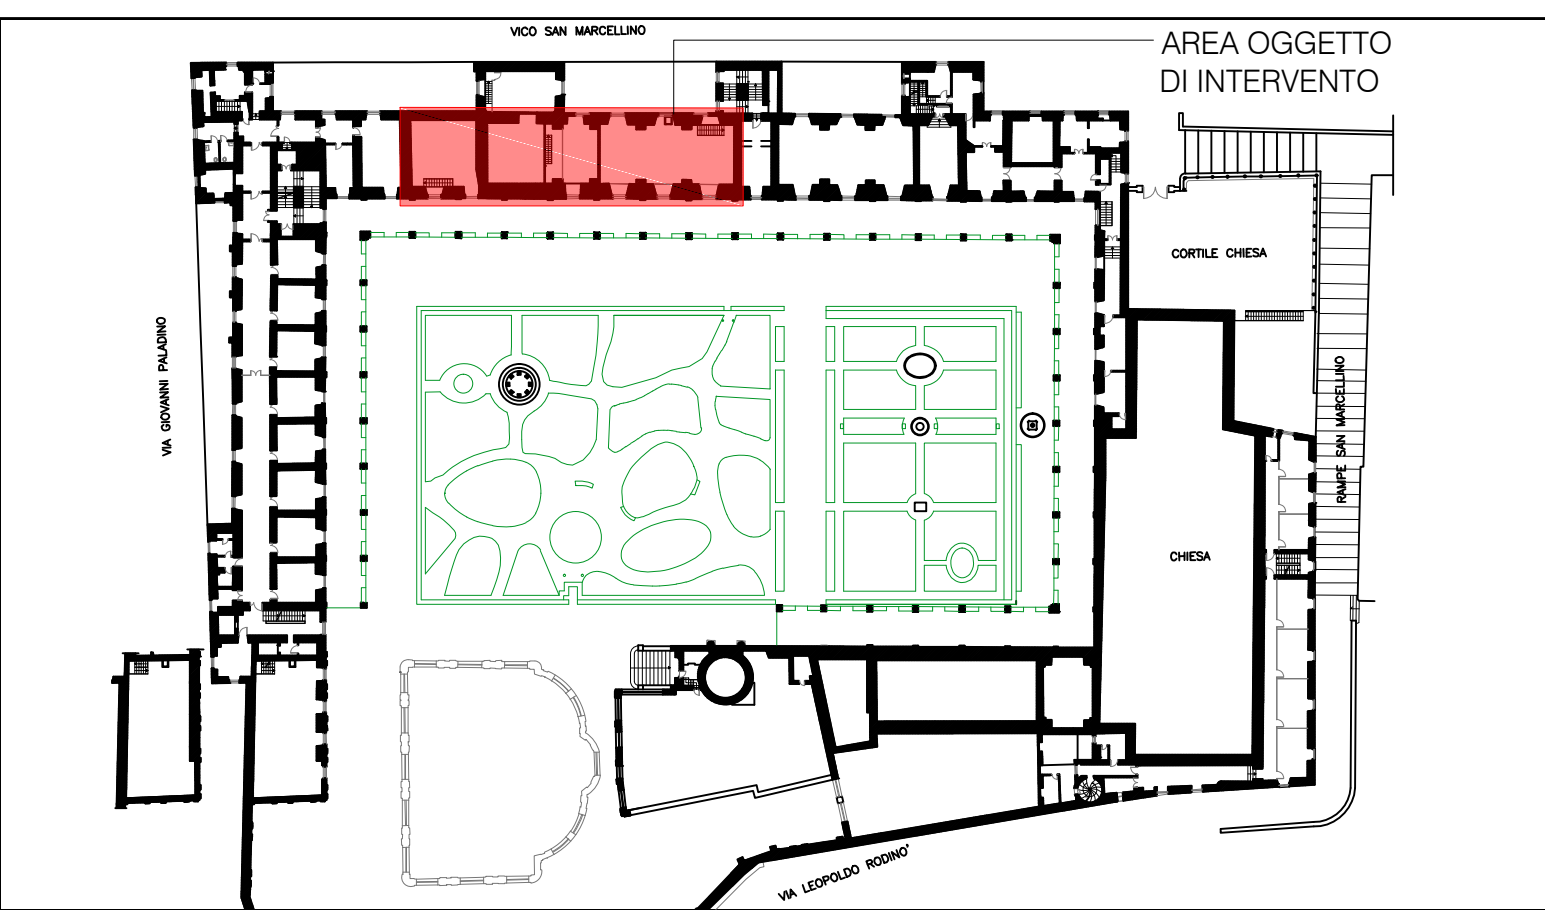 VICO SAN MARCELLINO
AREA OGGETTO
DI INTERVENTO
CORTILE CHIESA
VIA GIOVANNI PALADINO
RAMPE SAN MARCELLINO
CHIESA
VIA LEOPOLDO RODINO'